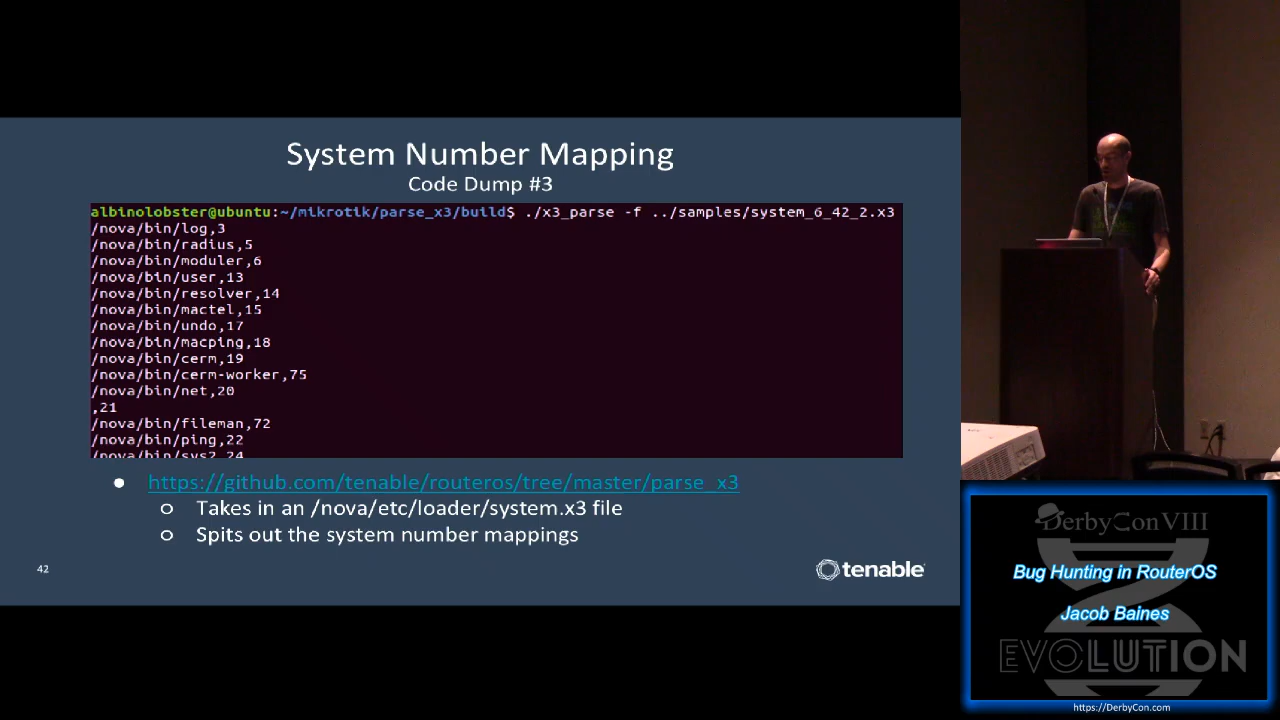 System Number Mapping
Code Dump #3
albinolobster@ubuntu:~/mikrotik/parse_x3/build$ ./x3_parse -f ../samples/system_6_42_2.x3
/nova/bin/log,3
/nova/bin/radius,5
/nova/bin/moduler,6
/nova/bin/user,13
/nova/bin/resolver,14
/nova/bin/mactel,15
/nova/bin/undo,17
/nova/bin/macping,18
/nova/bin/cerm,19
/nova/bin/cerm-worker,75
/nova/bin/net,20
,21
/nova/bin/fileman,72
/nova/bin/ping,22
/nova/bin/sys2,24
● https://github.com/tenable/routeros/tree/master/parse_x3
○ Takes in an /nova/etc/loader/system.x3 file
○ Spits out the system number mappings
42
tenable
DerbyCon VIII
Bug Hunting in RouterOS
Jacob Baines
EVOLUTION
https://DerbyCon.com